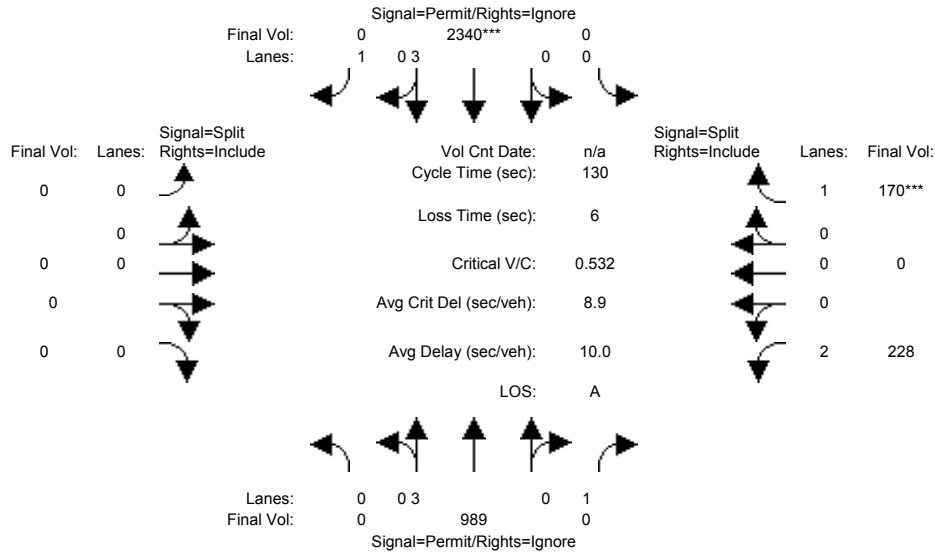 Signal=Permit/Rights=Ignore
Final Vol: 0 2340*** 0
Lanes: 1 0 3 0 0
Signal=Split Signal=Split
Final Vol: Lanes: Rights=Include Vol Cnt Date: n/a Rights=Include Lanes: Final Vol:
Cycle Time (sec): 130
0 0 1 170***
Loss Time (sec): 6
0 0
0 0 Critical V/C: 0.532 0 0
0 Avg Crit Del (sec/veh): 8.9 0
0 0 Avg Delay (sec/veh): 10.0 2 228
LOS: A
Lanes: 0 0 3 0 1
Final Vol: 0 989 0
Signal=Permit/Rights=Ignore